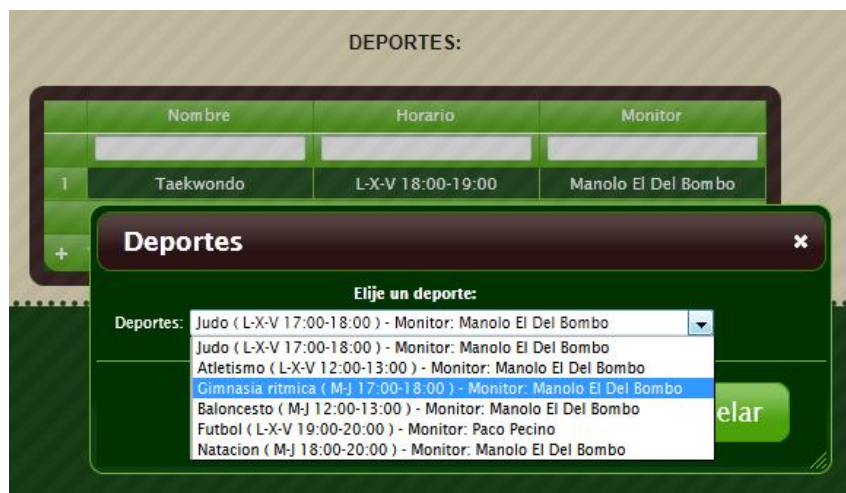 DEPORTES:
Nombre Horario Monitor
1 Taekwondo L-X-V 18:00-19:00 Manolo El Del Bombo
+
Deportes ×
Elije un deporte:
Deportes: Judo ( L-X-V 17:00-18:00 ) - Monitor: Manolo El Del Bombo
Judo ( L-X-V 17:00-18:00 ) - Monitor: Manolo El Del Bombo
Atletismo ( L-X-V 12:00-13:00 ) - Monitor: Manolo El Del Bombo
Gimnasia ritmica ( M-J 17:00-18:00 ) - Monitor: Manolo El Del Bombo
Baloncesto ( M-J 12:00-13:00 ) - Monitor: Manolo El Del Bombo
Futbol ( L-X-V 19:00-20:00 ) - Monitor: Paco Pecino
Natacion ( M-J 18:00-20:00 ) - Monitor: Manolo El Del Bombo
elar